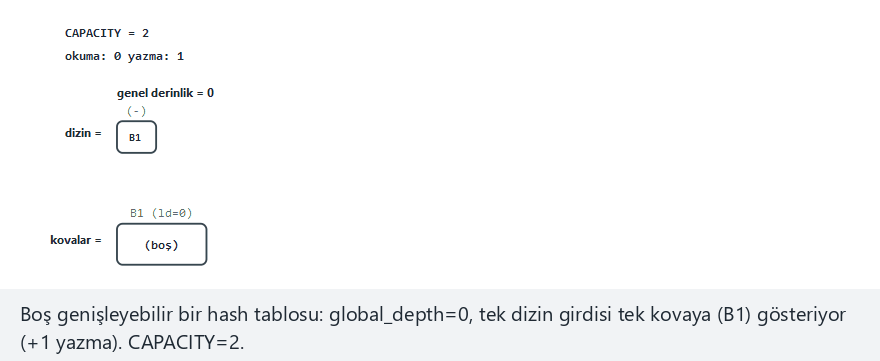 CAPACITY = 2
okuma: 0 yazma: 1
genel derinlik = 0
(-)
dizin =
B1
B1 (ld=0)
kovalar =
(boş)
Boş genişleyebilir bir hash tablosu: global_depth=0, tek dizin girdisi tek kovaya (B1) gösteriyor
(+1 yazma). CAPACITY=2.